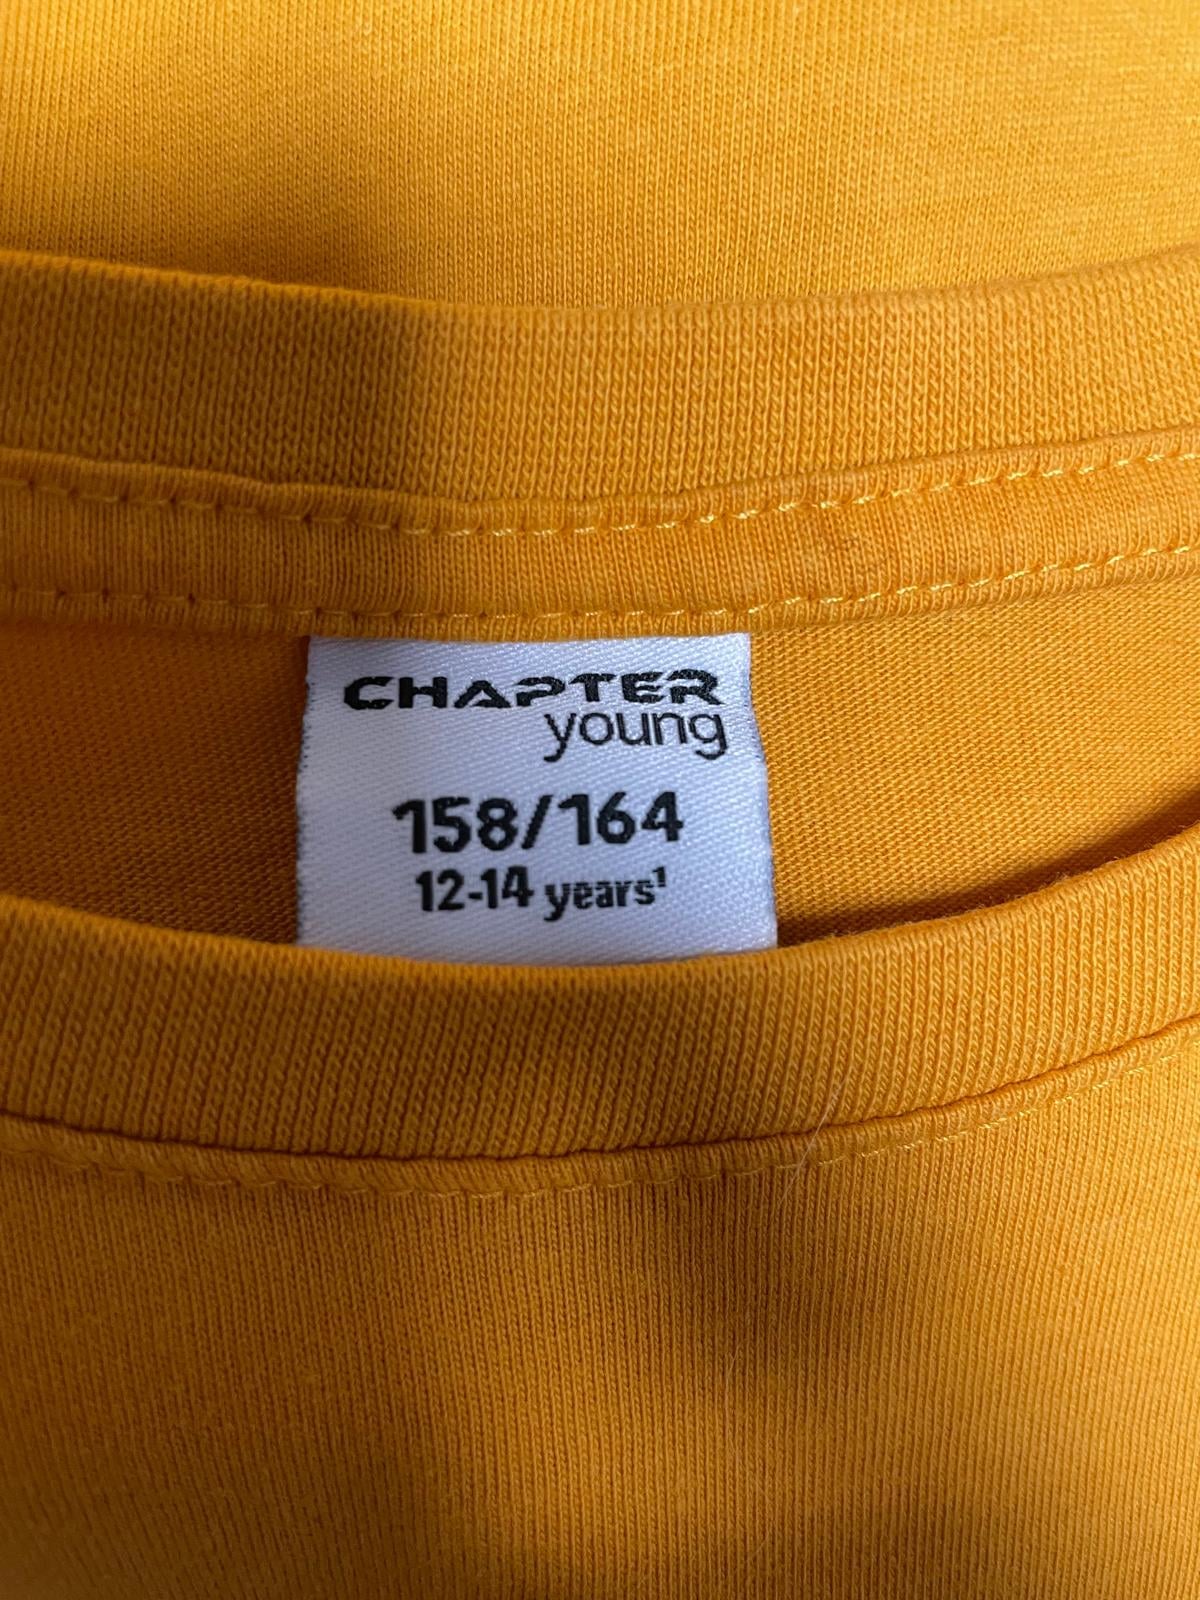 CHAPTER
young
158/164
12-14 years¹